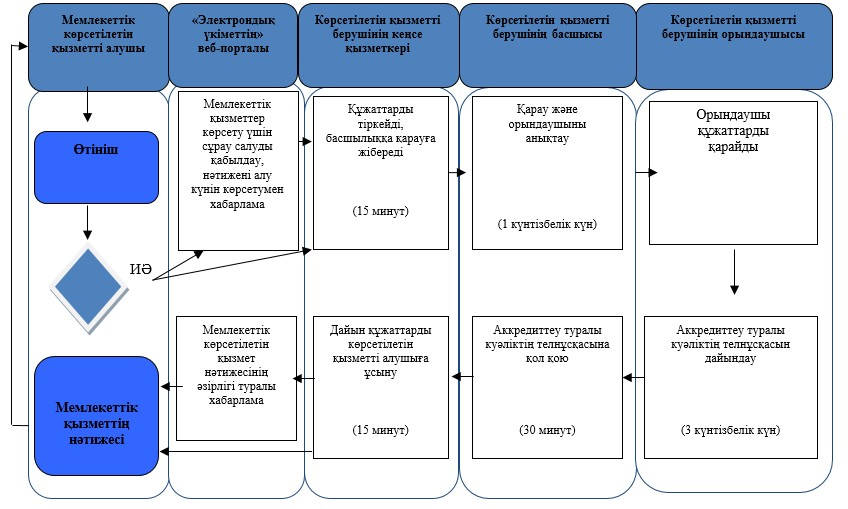 Мемлекеттік
көрсетілетін
қызметті алушы
«Электрондық
үкіметтің»
веб-порталы
Көрсетілетін қызметті
берушінің кеңсе
қызметкері
Көрсетілетін қызметті
берушінің басшысы
Көрсетілетін қызметті
берушінің орындаушысы
Өтініш
Мемлекеттік
қызметтер
көрсету үшін
сұрау салуды
қабылдау,
нәтижені алу
күнін көрсетумен
хабарлама
Құжаттарды
тіркейді,
басшылыққа қарауға
жібереді
(15 минут)
Қарау және
орындаушыны
анықтау
(1 күнтізбелік күн)
Орындаушы
құжаттарды
қарайды
ИӘ
Мемлекеттік
қызметтің
нәтижесі
Мемлекеттік
көрсетілетін
қызмет
нәтижесінің
әзірлігі туралы
хабарлама
Дайын құжаттарды
көрсетілетін
қызметті алушыға
ұсыну
(15 минут)
Аккредиттеу туралы
куәліктің телнұсқасына
қол қою
(30 минут)
Аккредиттеу туралы
куәліктің телнұсқасын
дайындау
(3 күнтізбелік күн)